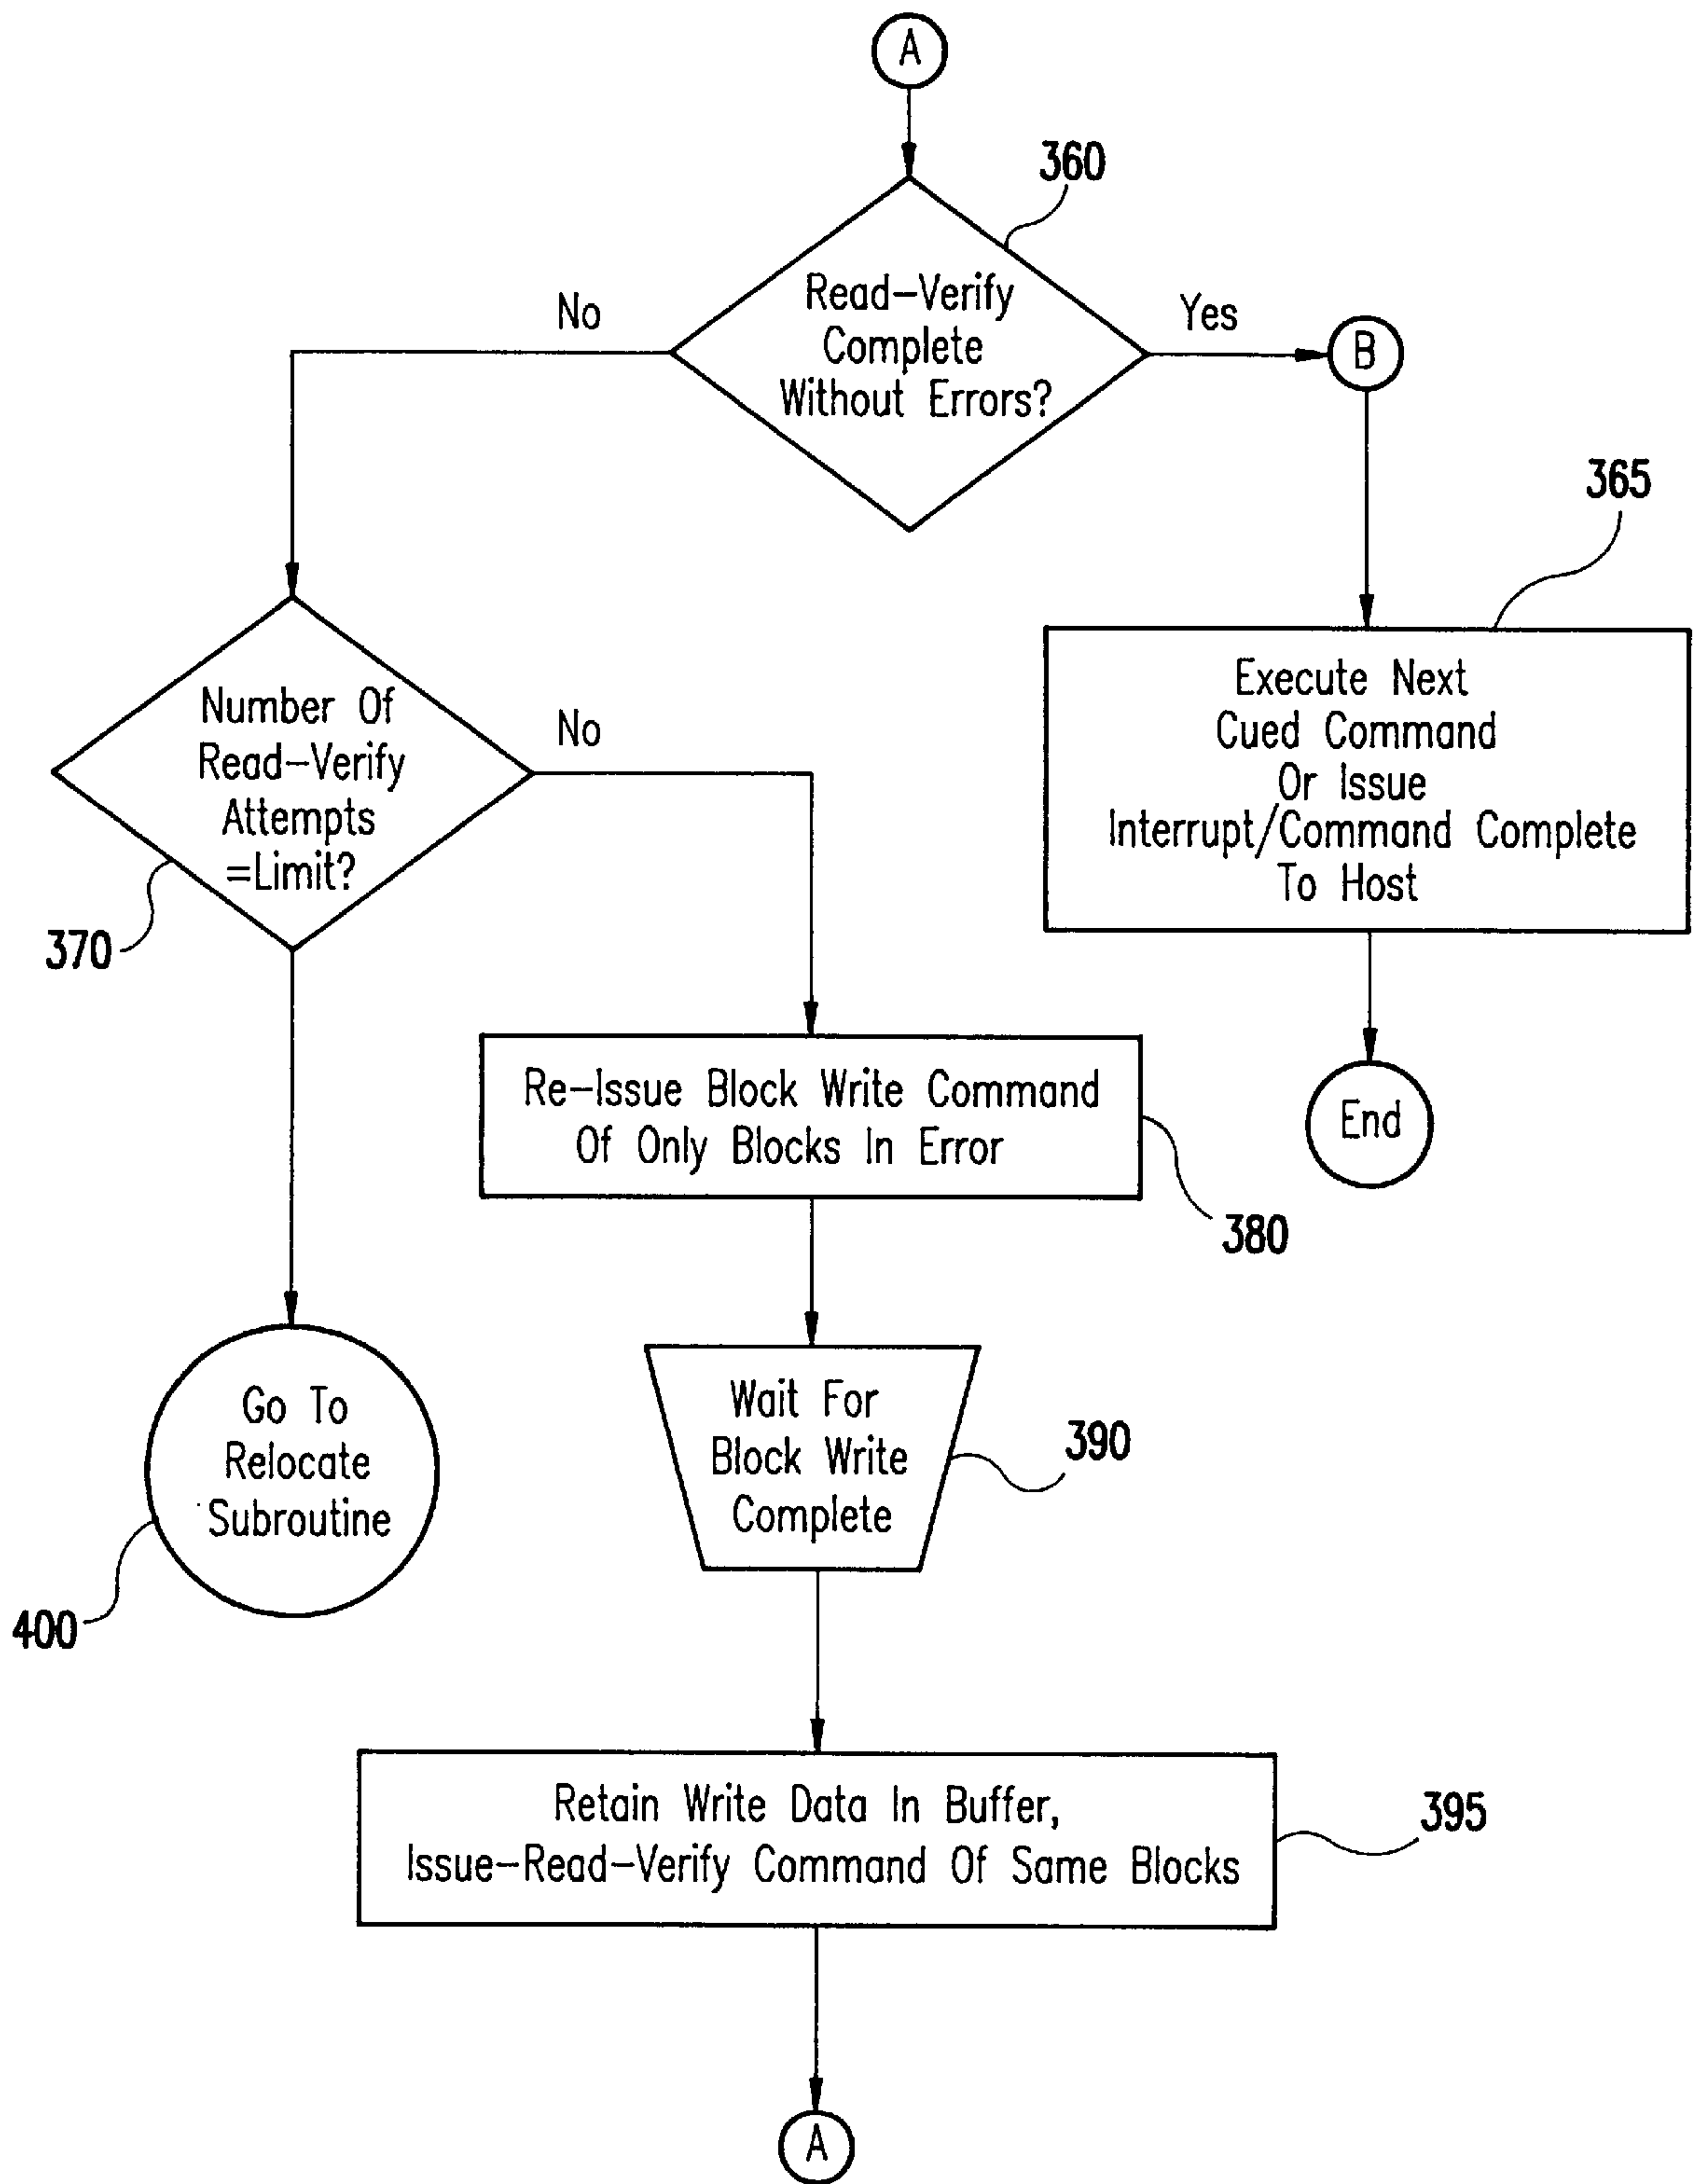 A
360
Read-Verify
Complete
Without Errors?
No
Yes
B
365
Execute Next
Cued Command
Or Issue
Interrupt/Command Complete
To Host
Number Of
Read-Verify
Attempts
=Limit?
No
370
Re-Issue Block Write Command
Of Only Blocks In Error
380
End
Go To
Relocate
Subroutine
400
Wait For
Block Write
Complete
390
Retain Write Data In Buffer,
Issue-Read-Verify Command Of Same Blocks
395
A